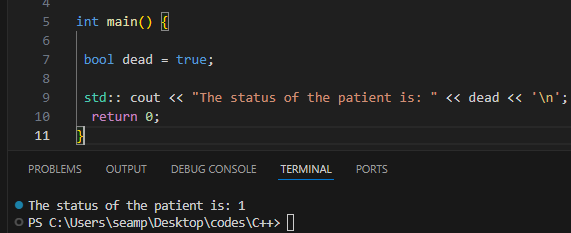 4
5 int main() {
6
7 bool dead = true;
8
9 std:: cout << "The status of the patient is: " << dead << '\n';
10 return 0;
11 }
PROBLEMS OUTPUT DEBUG CONSOLE TERMINAL PORTS
The status of the patient is: 1
PS C:\Users\seamp\Desktop\codes\C++>